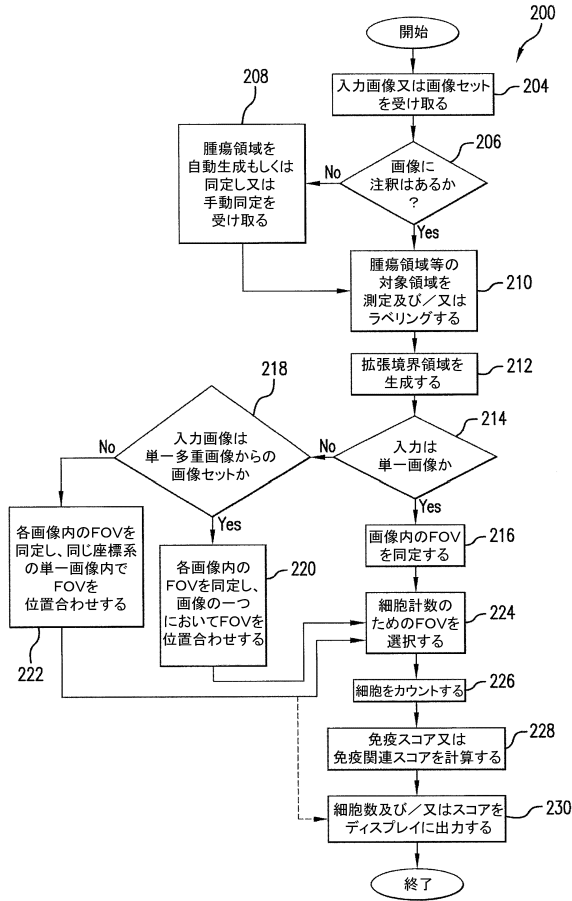 200
開始
入力画像又は画像セット
を受け取る
204
206
画像に
注釈はあるか
?
No
Yes
208
腫瘍領域を
自動生成もしくは
同定し又は
手動同定を
受け取る
腫瘍領域等の
対象領域を
測定及び/又は
ラベリングする
210
拡張境界領域を
生成する
212
214
入力は
単一画像か
No
Yes
218
入力画像は
単一多重画像からの
画像セットか
No
Yes
画像内のFOV
を同定する
216
各画像内のFOVを
同定し、同じ座標系
の単一画像内で
FOVを
位置合わせする
222
各画像内の
FOVを同定し、
画像の一つ
においてFOVを
位置合わせする
220
細胞計数の
ためのFOVを
選択する
224
細胞をカウントする
226
免疫スコア又は
免疫関連スコアを計算する
228
細胞数及び/又はスコアを
ディスプレイに出力する
230
終了